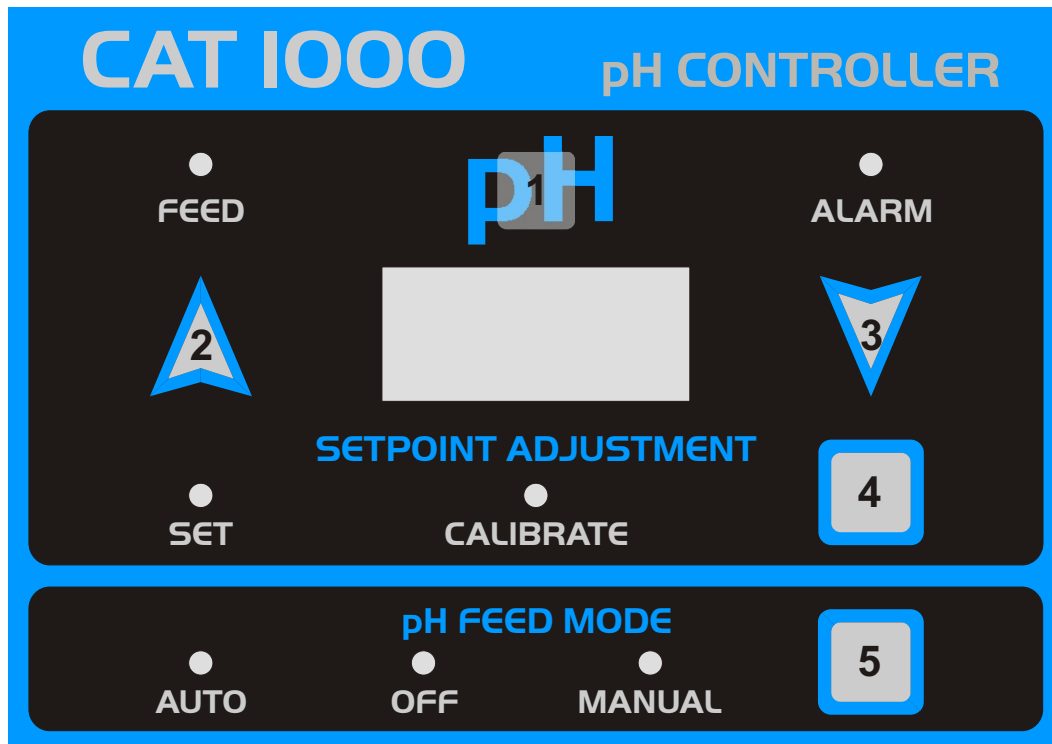 CAT 1000 pH CONTROLLER
pH
1
FEED ALARM
2 3
SETPOINT ADJUSTMENT
4
SET CALIBRATE
pH FEED MODE
5
AUTO OFF MANUAL